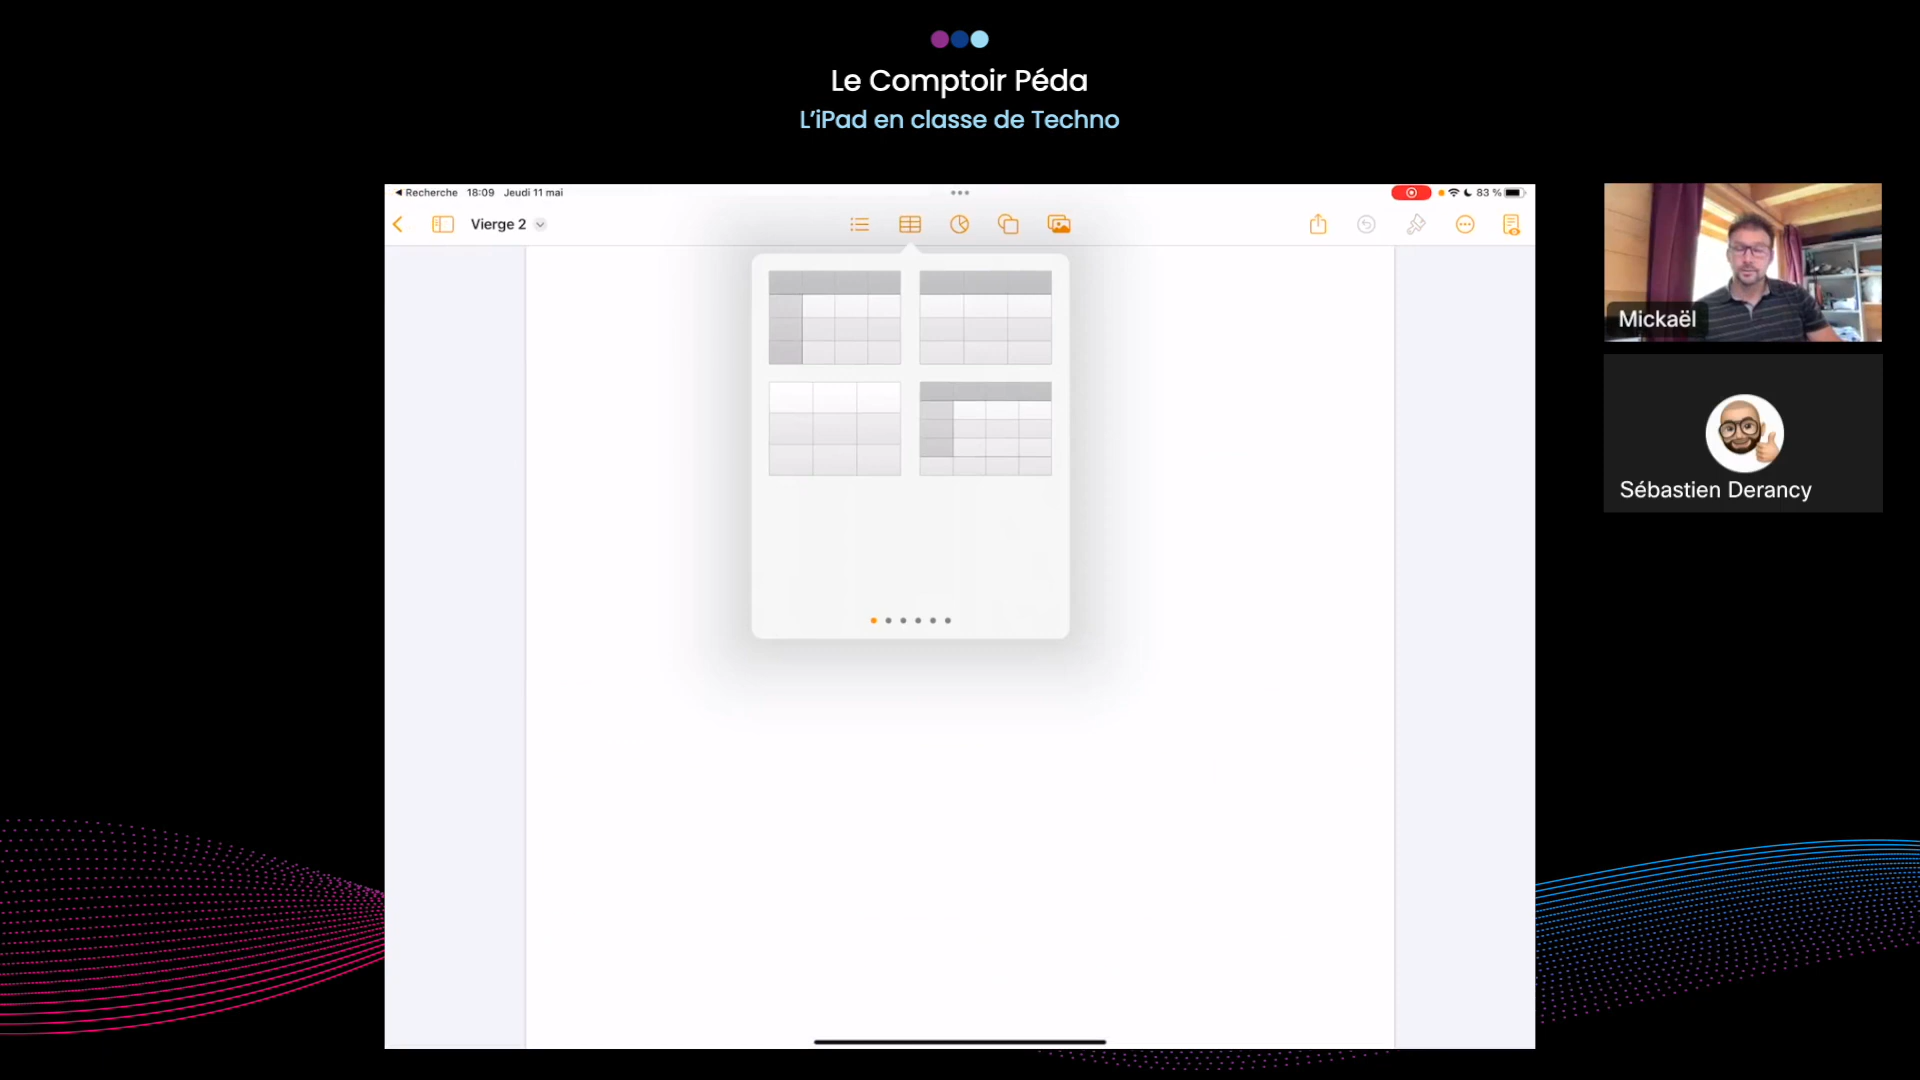 Le Comptoir Péda
L'iPad en classe de Techno
◀ Recherche 18:09 Jeudi 11 mai
83 %
Vierge 2
Mickaël
Sébastien Derancy